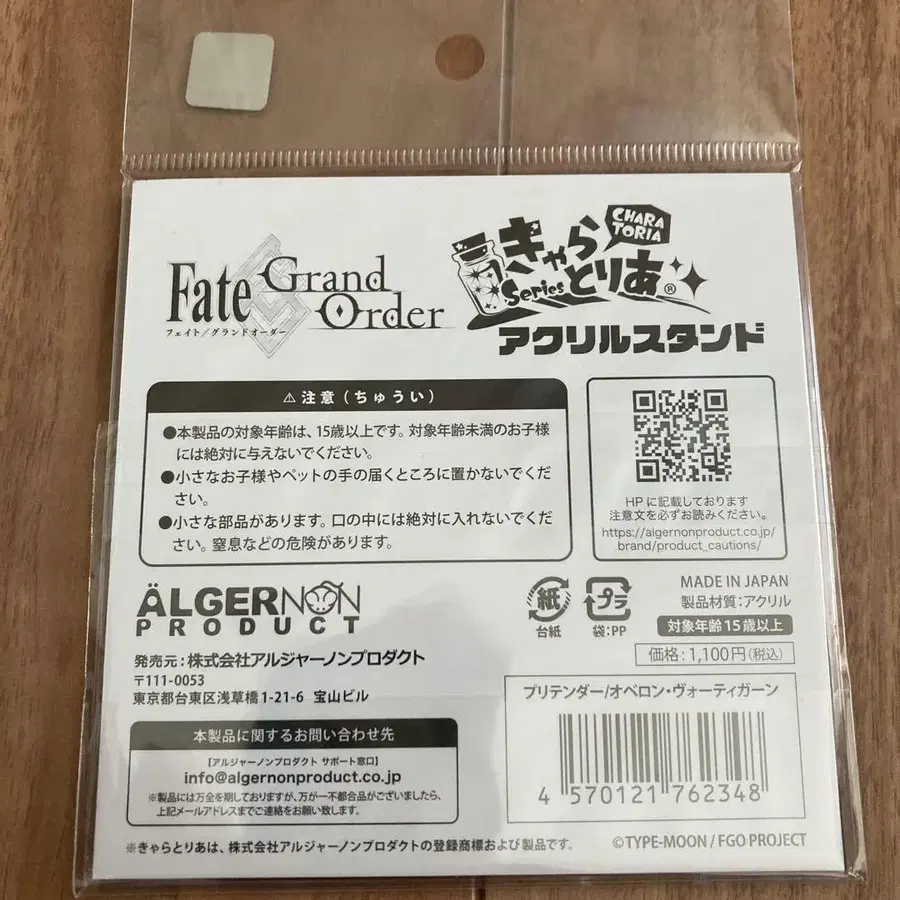 Fate Grand Order
フェイト/グランドオーダー
きゃらとりあ® Series
CHARA TORIA
アクリルスタンド
⚠注意(ちゅうい)
●本製品の対象年齢は、15歳以上です。対象年齢未満のお子様
には絶対に与えないでください。
●小さなお子様やペットの手の届くところに置かないでくだ
さい。
●小さな部品があります。口の中には絶対に入れないでくだ
さい。窒息などの危険があります。
HPに記載しております
注意文を必ずお読みください。
https://algernonproduct.co.jp/
brand/product_cautions/
ÄLGERNON
PRODUCT
発売元:株式会社アルジャーノンプロダクト
〒111-0053
東京都台東区浅草橋1-21-6 宝山ビル
紙
台紙
プラ
袋:PP
MADE IN JAPAN
製品材質:アクリル
対象年齢15歳以上
価格:1,100円(税込)
本製品に関するお問い合わせ先
【アルジャーノンプロダクト サポート窓口】
info@algernonproduct.co.jp
※製品には万全を期しておりますが、万が一不都合品がございましたら、
上記メールアドレスまでご連絡をお願い致します。
プリテンダー/オベロン・ヴォーティガーン
4 570121 762348
※きゃらとりあは、株式会社アルジャーノンプロダクトの登録商標および製品です。
©TYPE-MOON / FGO PROJECT